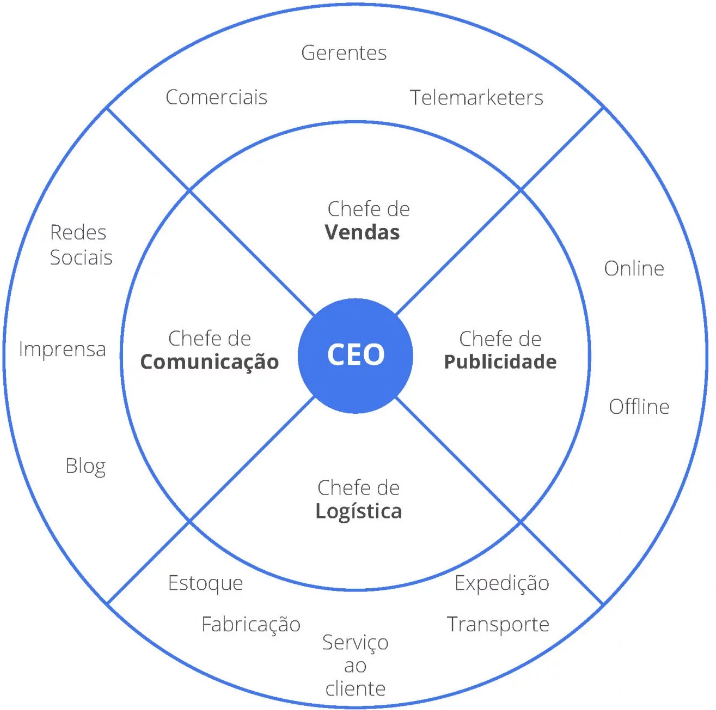 Gerentes
Comerciais
Telemarketers
Chefe de
Vendas
Redes
Sociais
Imprensa
Blog
Chefe de
Comunicação
CEO
Chefe de
Publicidade
Online
Offline
Chefe de
Logística
Estoque
Fabricação
Serviço
ao
cliente
Expedição
Transporte